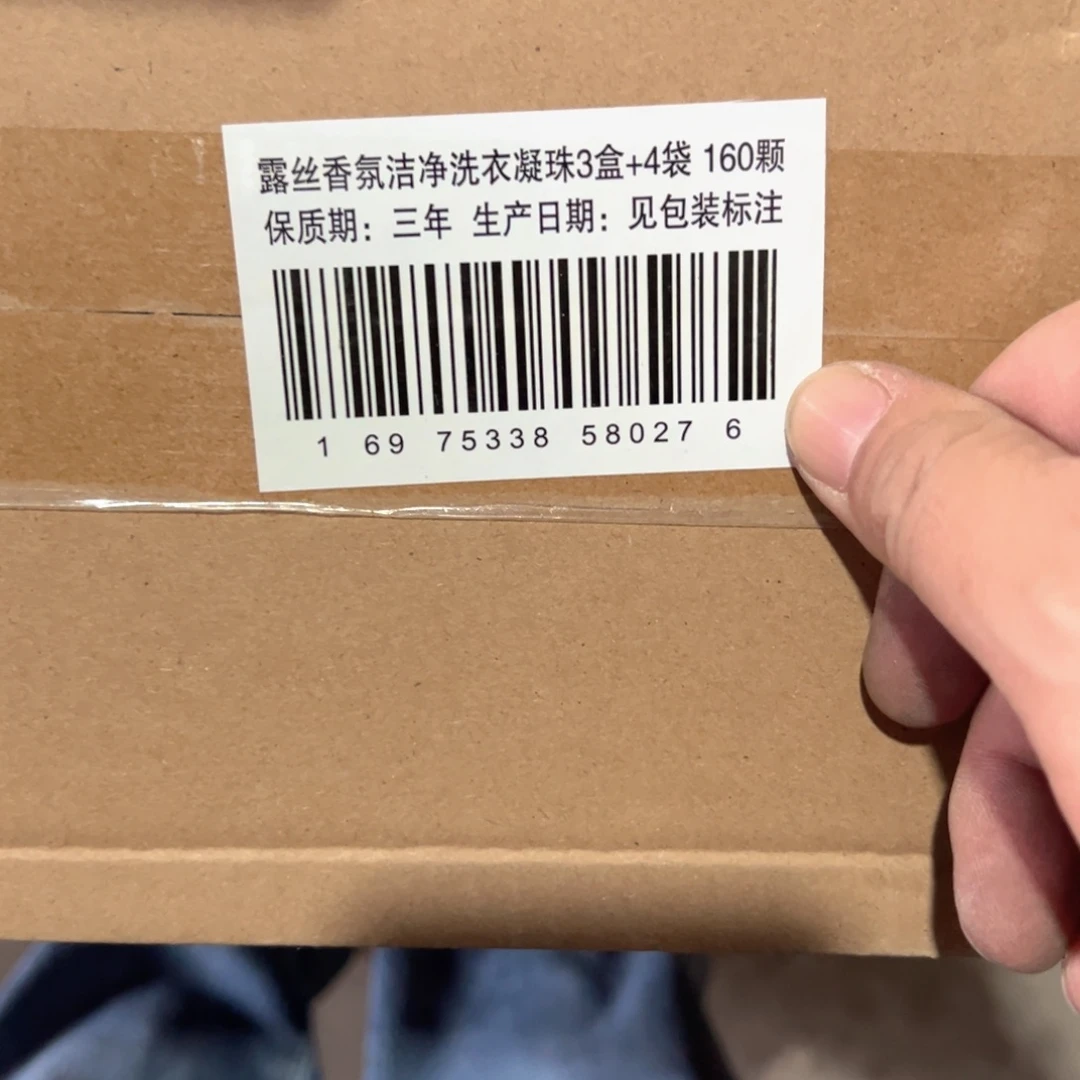 露丝香氛洁净洗衣凝珠3盒+4袋 160颗
保质期：三年 生产日期：见包装标注
1 69 75338 58027 6